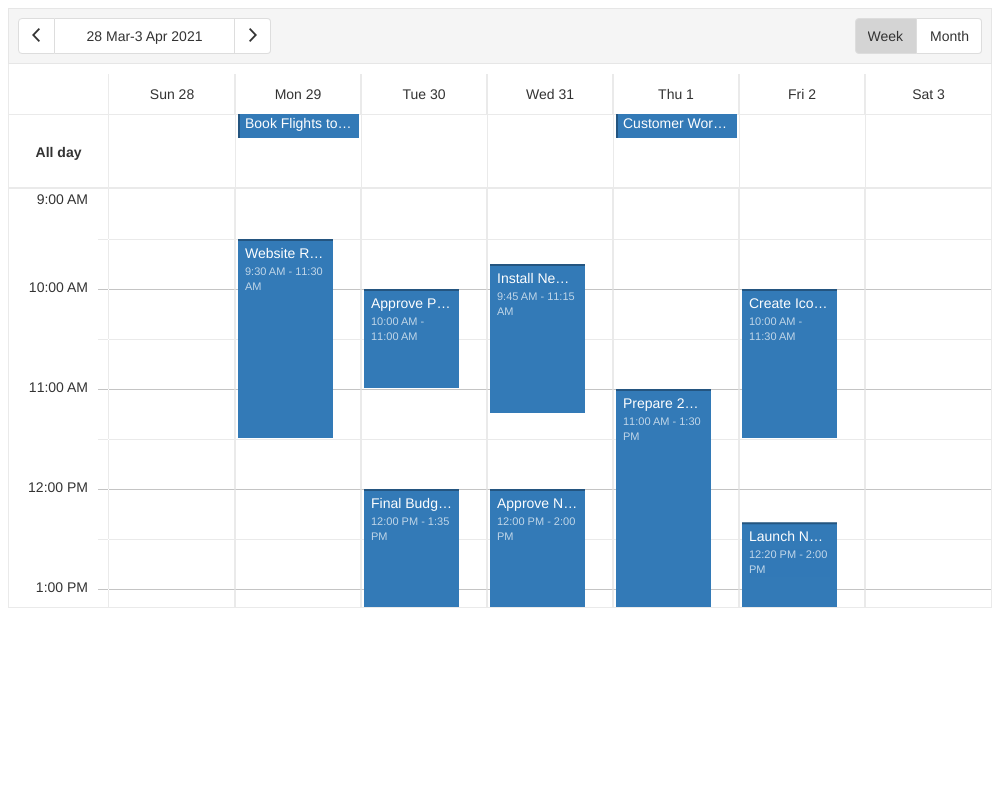 28 Mar-3 Apr 2021
Week
Month
Sun 28
Mon 29
Tue 30
Wed 31
Thu 1
Fri 2
Sat 3
All day
Book Flights to…
Customer Wor…
9:00 AM
10:00 AM
11:00 AM
12:00 PM
1:00 PM
Website R…
9:30 AM - 11:30
AM
Approve P…
10:00 AM -
11:00 AM
Final Budg…
12:00 PM - 1:35
PM
Install Ne…
9:45 AM - 11:15
AM
Approve N…
12:00 PM - 2:00
PM
Prepare 2…
11:00 AM - 1:30
PM
Create Ico…
10:00 AM -
11:30 AM
Launch N…
12:20 PM - 2:00
PM